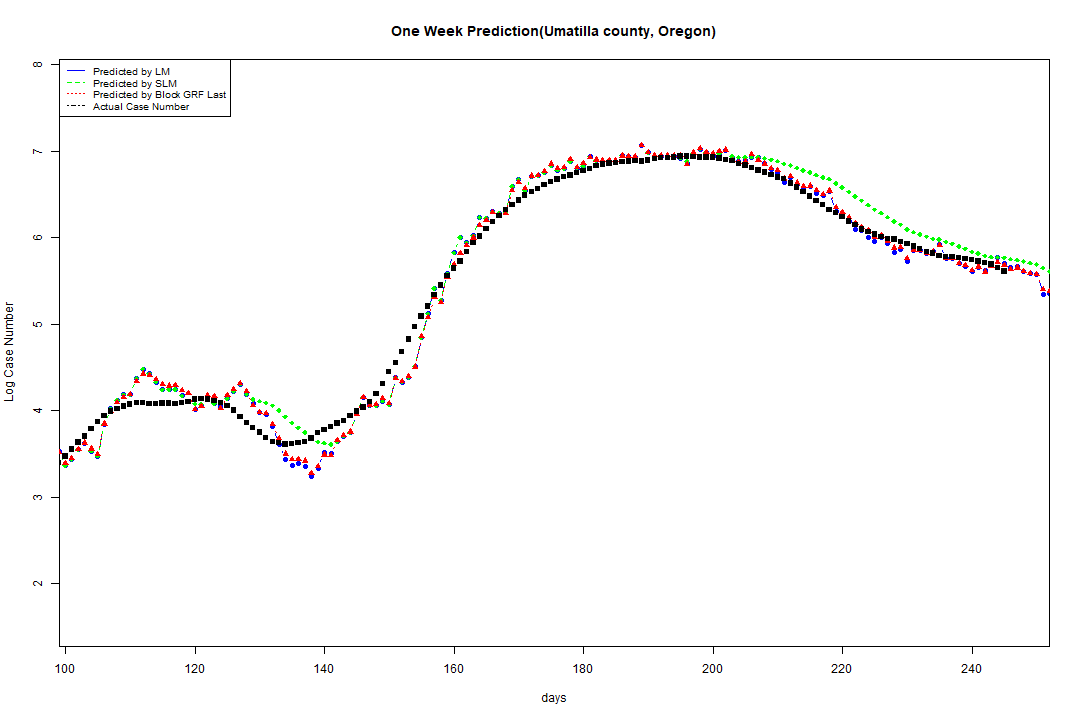 One Week Prediction(Umatilla county, Oregon)
Predicted by LM
Predicted by SLM
Predicted by Block GRF Last
Actual Case Number
Log Case Number
8
7
6
5
4
3
2
100 120 140 160 180 200 220 240
days